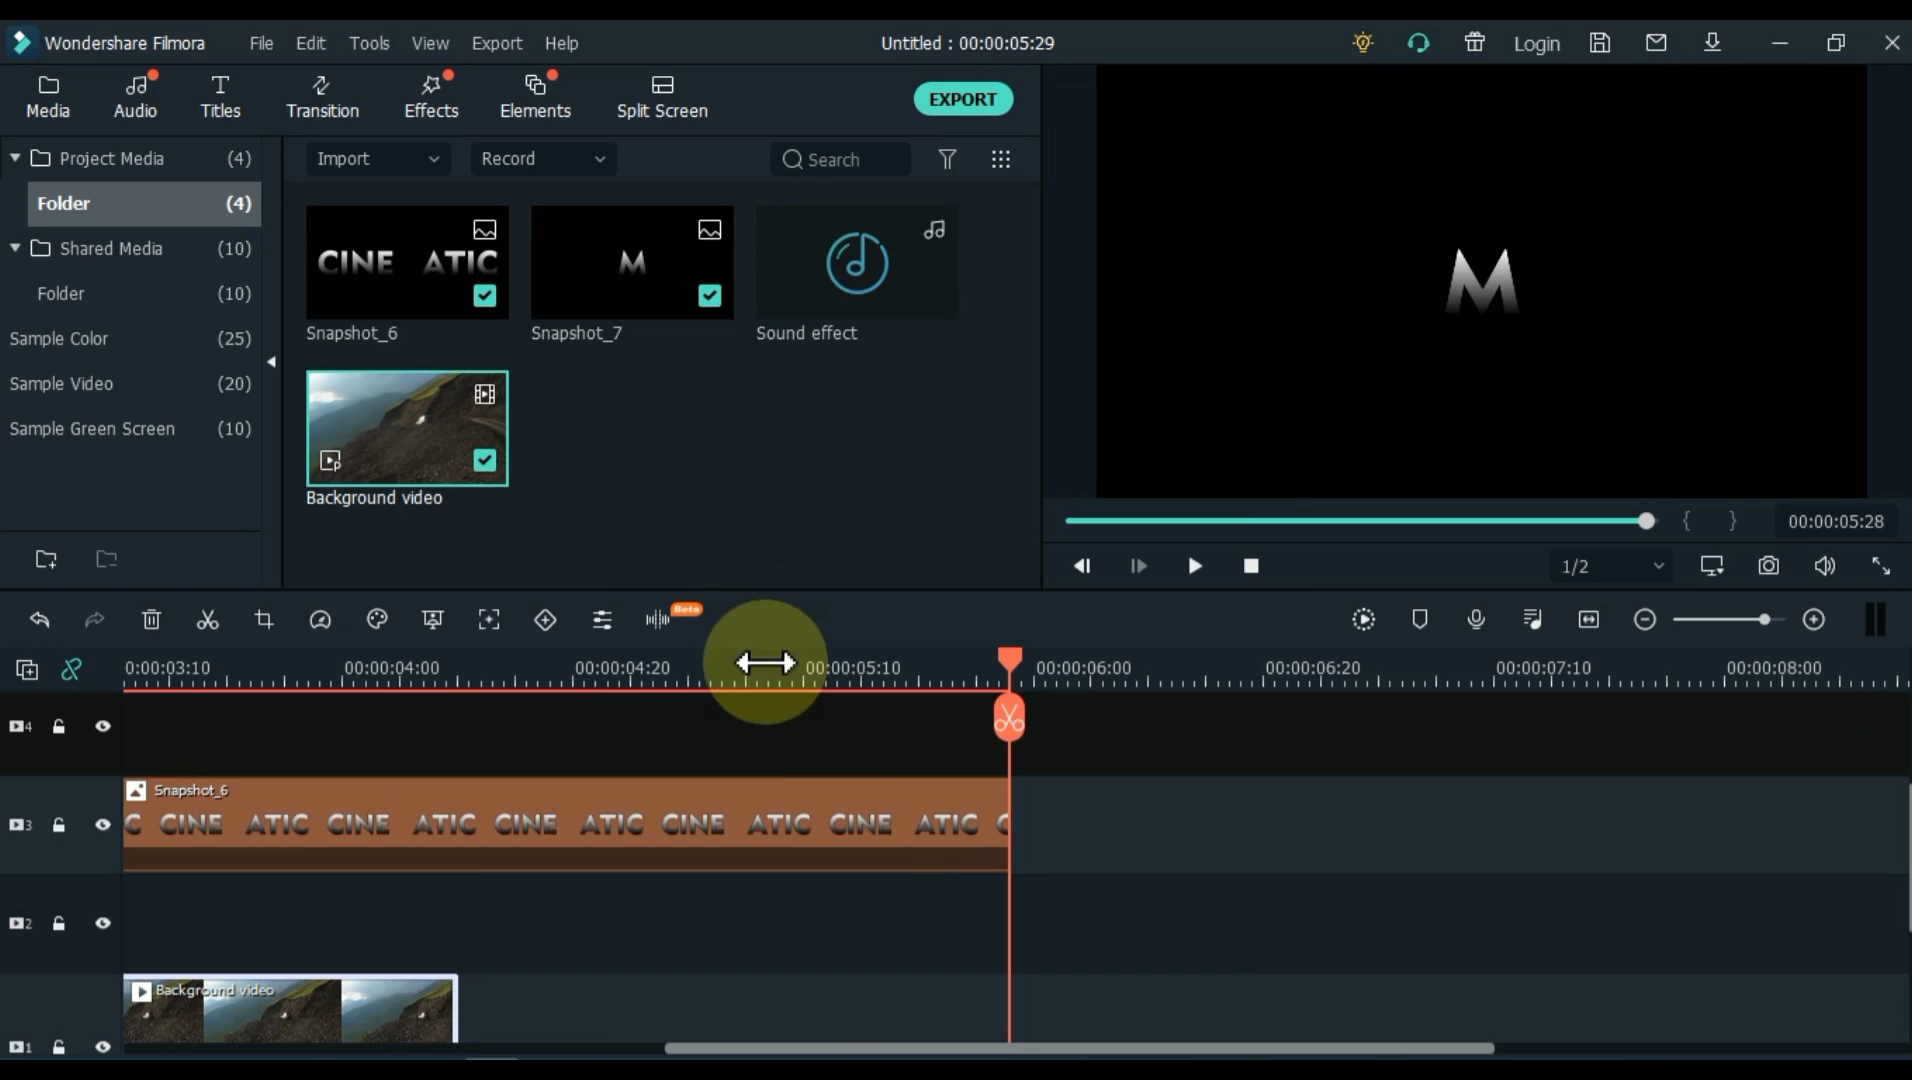 Wondershare Filmora File Edit Tools View Export Help Untitled : 00:00:05:29 Login
Media Audio Titles Transition Effects Elements Split Screen EXPORT
Project Media (4)
Folder (4)
Shared Media (10)
Folder (10)
Sample Color (25)
Sample Video (20)
Sample Green Screen (10)
Import Record Search
CINE ATIC
M
Snapshot_6 Snapshot_7 Sound effect
Background video
M
00:00:05:28
1/2
Beta
0:00:03:10 00:00:04:00 00:00:04:20 00:00:05:10 00:00:06:00 00:00:06:20 00:00:07:10 00:00:08:00
4
Snapshot_6
3 C CINE ATIC CINE ATIC CINE ATIC CINE ATIC CINE ATIC C
2
Background video
1